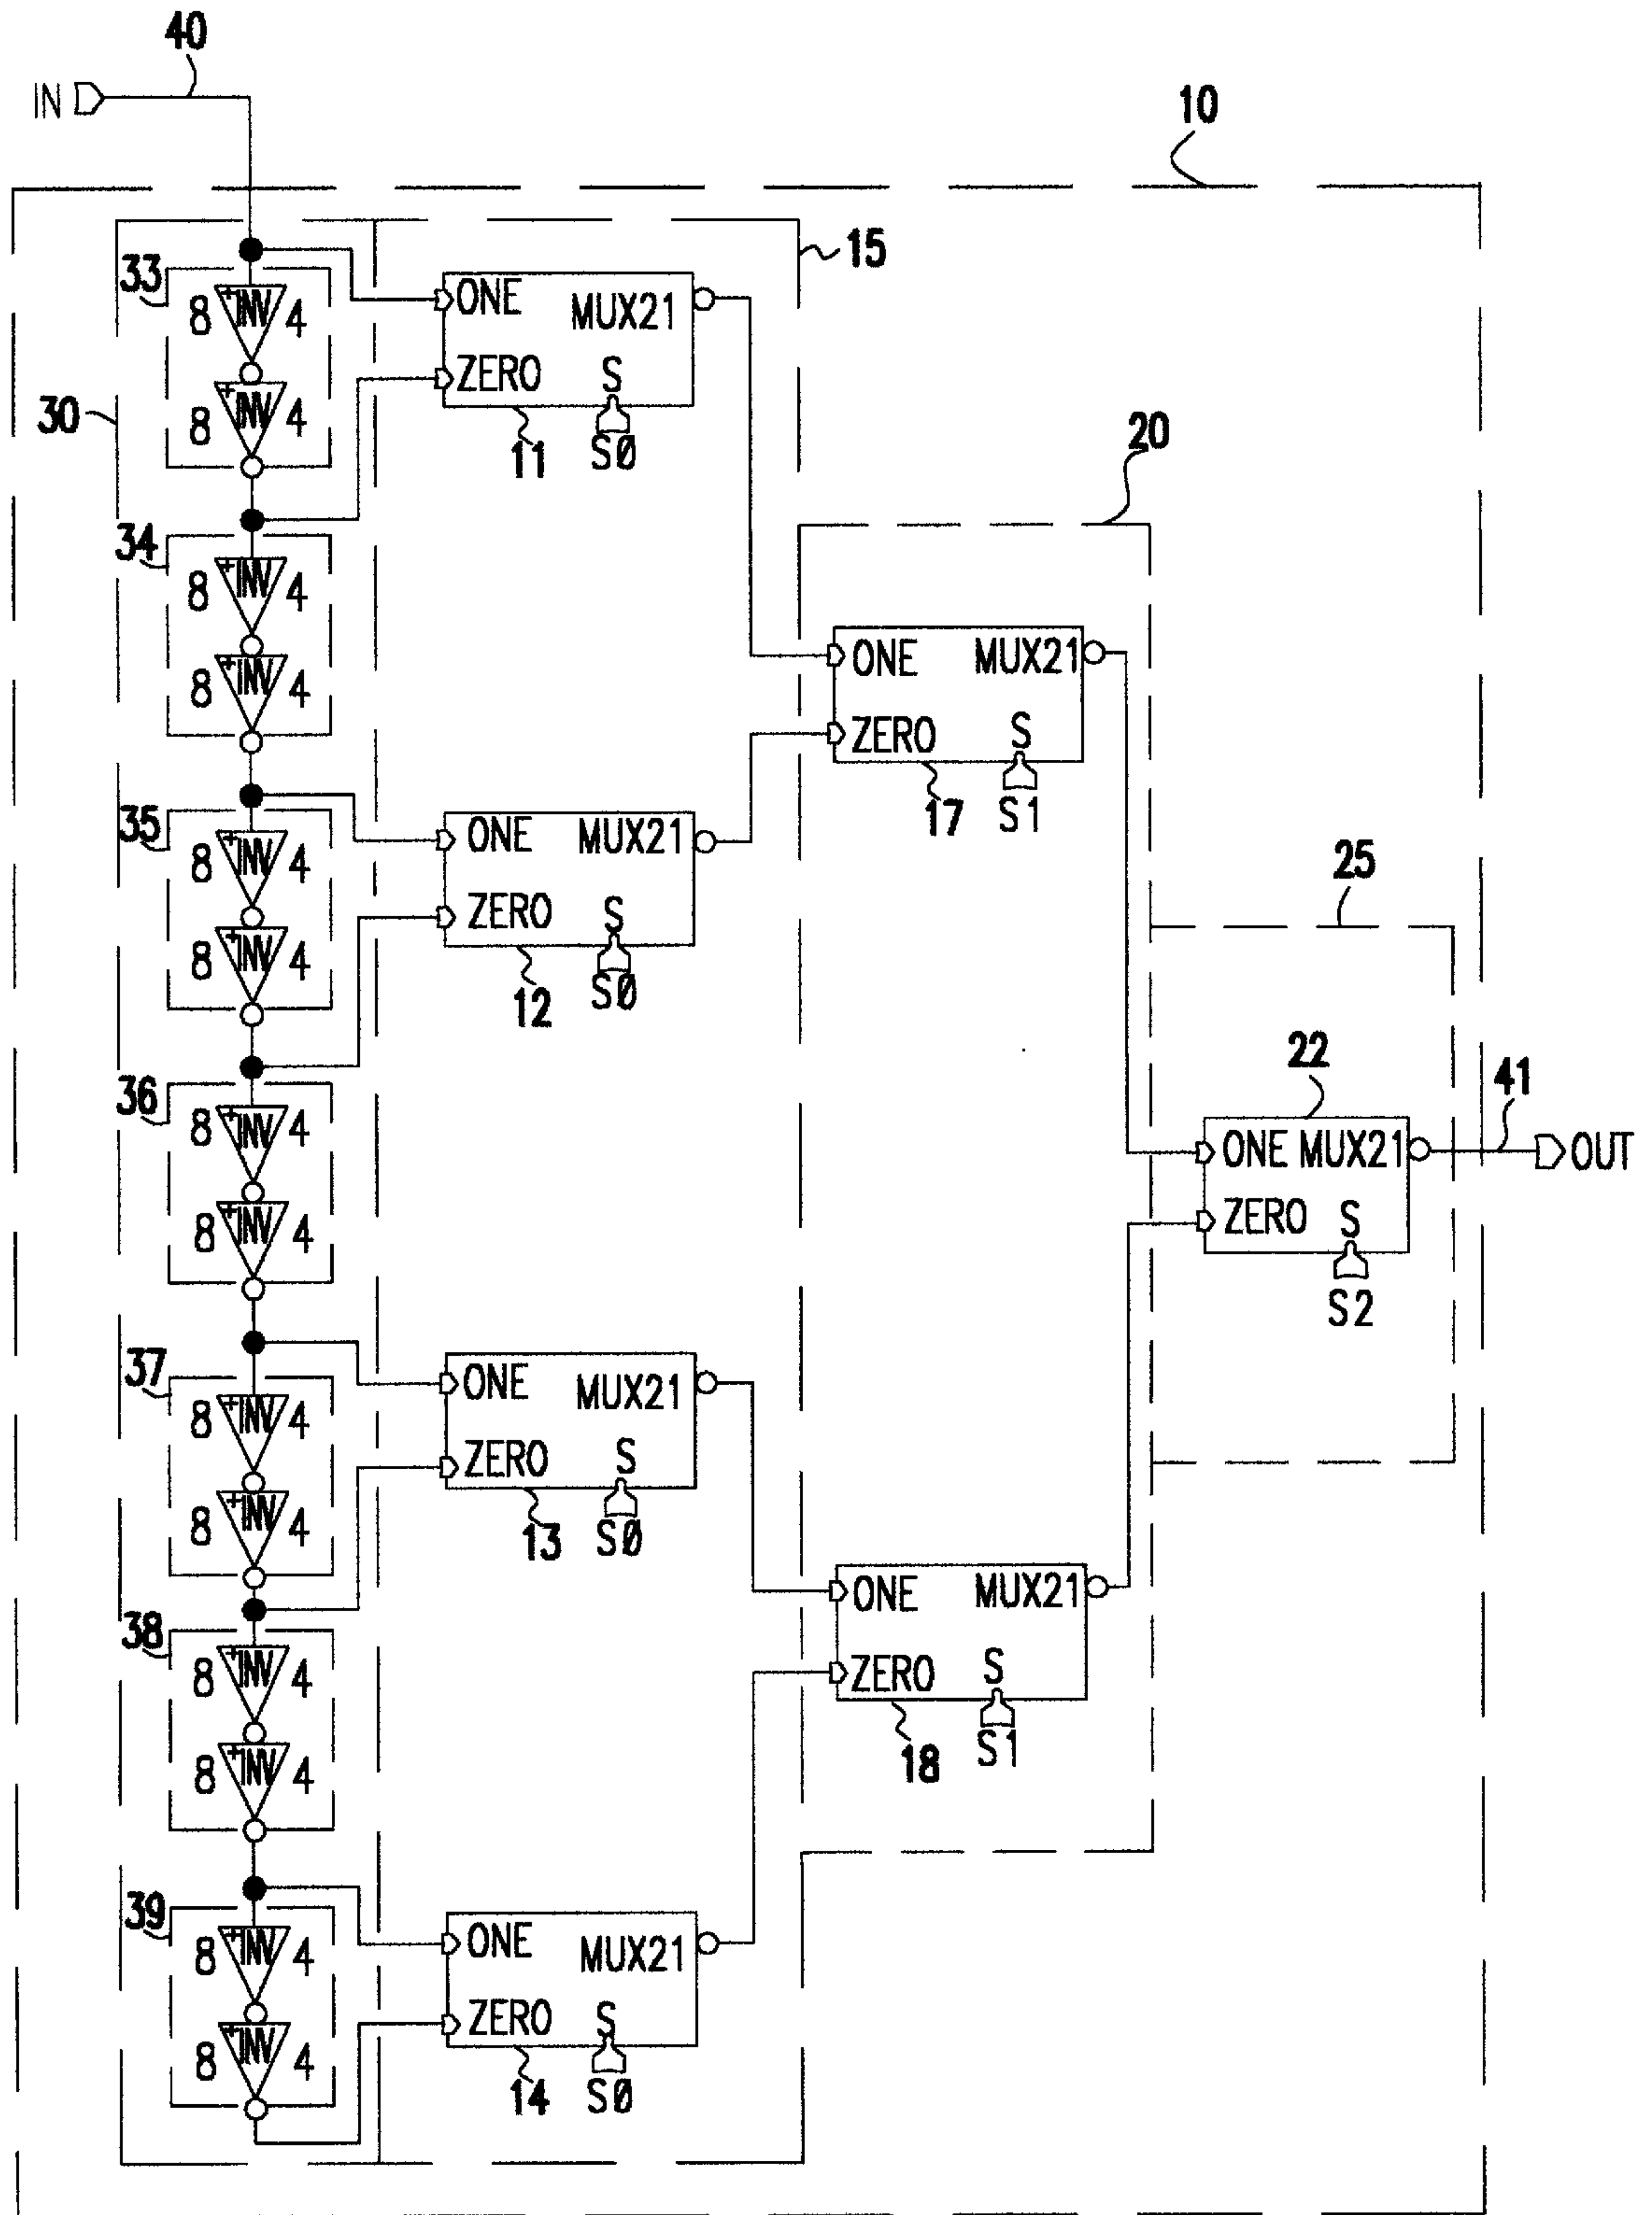 40
IN
10
15
33
8 INV 4
8 INV 4
30
ONE MUX21
ZERO S
11 S0
20
34
8 INV 4
8 INV 4
ONE MUX21
ZERO S
17 S1
35
8 INV 4
8 INV 4
ONE MUX21
ZERO S
12 S0
25
36
8 INV 4
8 INV 4
22
41
ONE MUX21
OUT
ZERO S
S2
37
8 INV 4
8 INV 4
ONE MUX21
ZERO S
13 S0
38
8 INV 4
8 INV 4
ONE MUX21
ZERO S
18 S1
39
8 INV 4
8 INV 4
ONE MUX21
ZERO S
14 S0